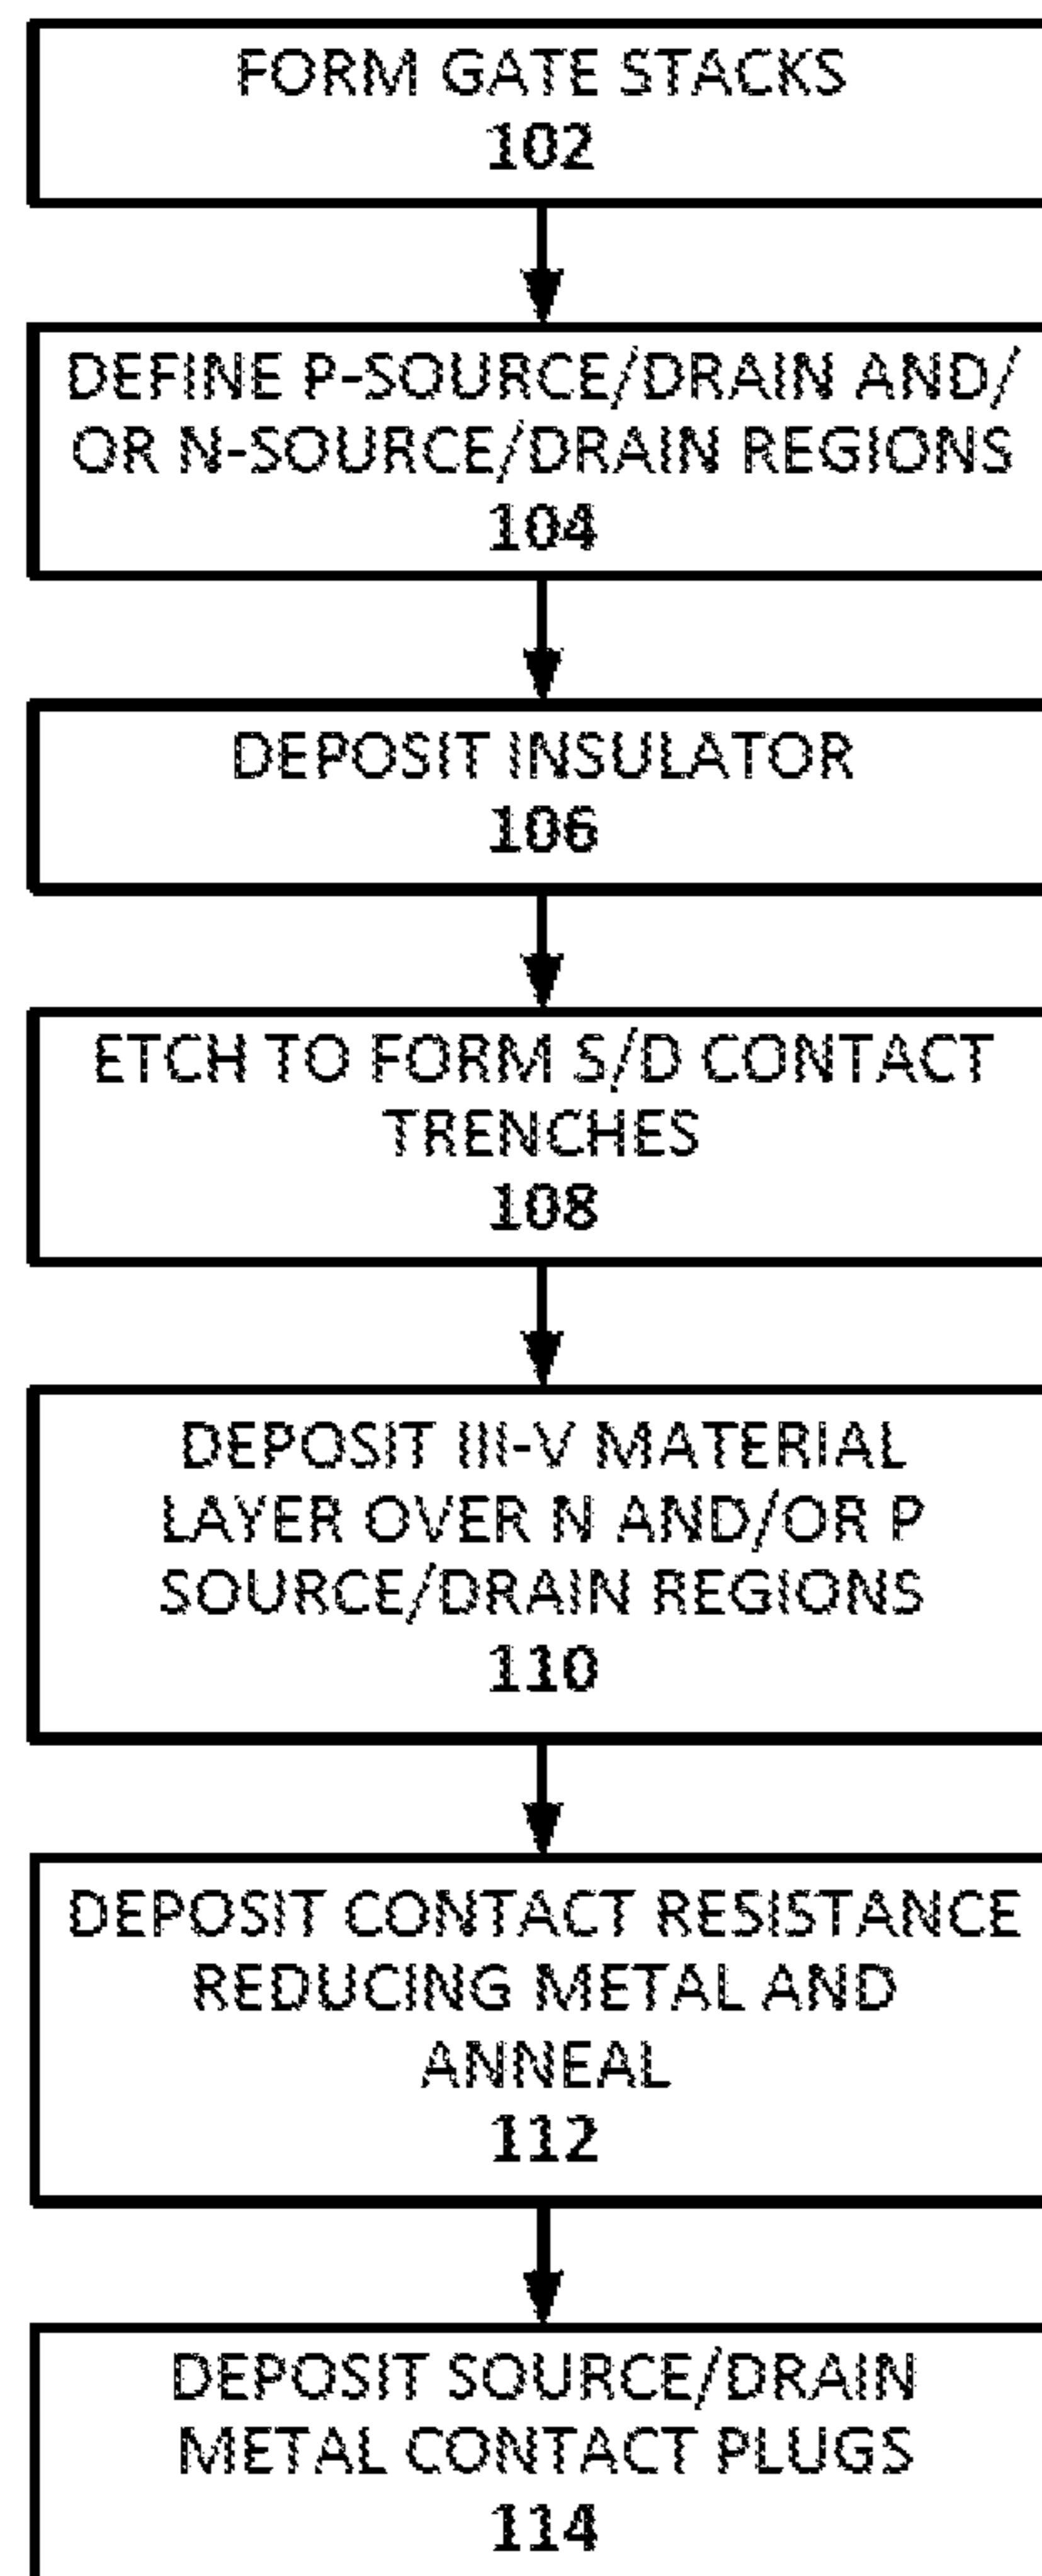 FORM GATE STACKS
102
DEFINE P-SOURCE/DRAIN AND/
OR N-SOURCE/DRAIN REGIONS
104
DEPOSIT INSULATOR
106
ETCH TO FORM S/D CONTACT
TRENCHES
108
DEPOSIT III-V MATERIAL
LAYER OVER N AND/OR P
SOURCE/DRAIN REGIONS
110
DEPOSIT CONTACT RESISTANCE
REDUCING METAL AND
ANNEAL
112
DEPOSIT SOURCE/DRAIN
METAL CONTACT PLUGS
114